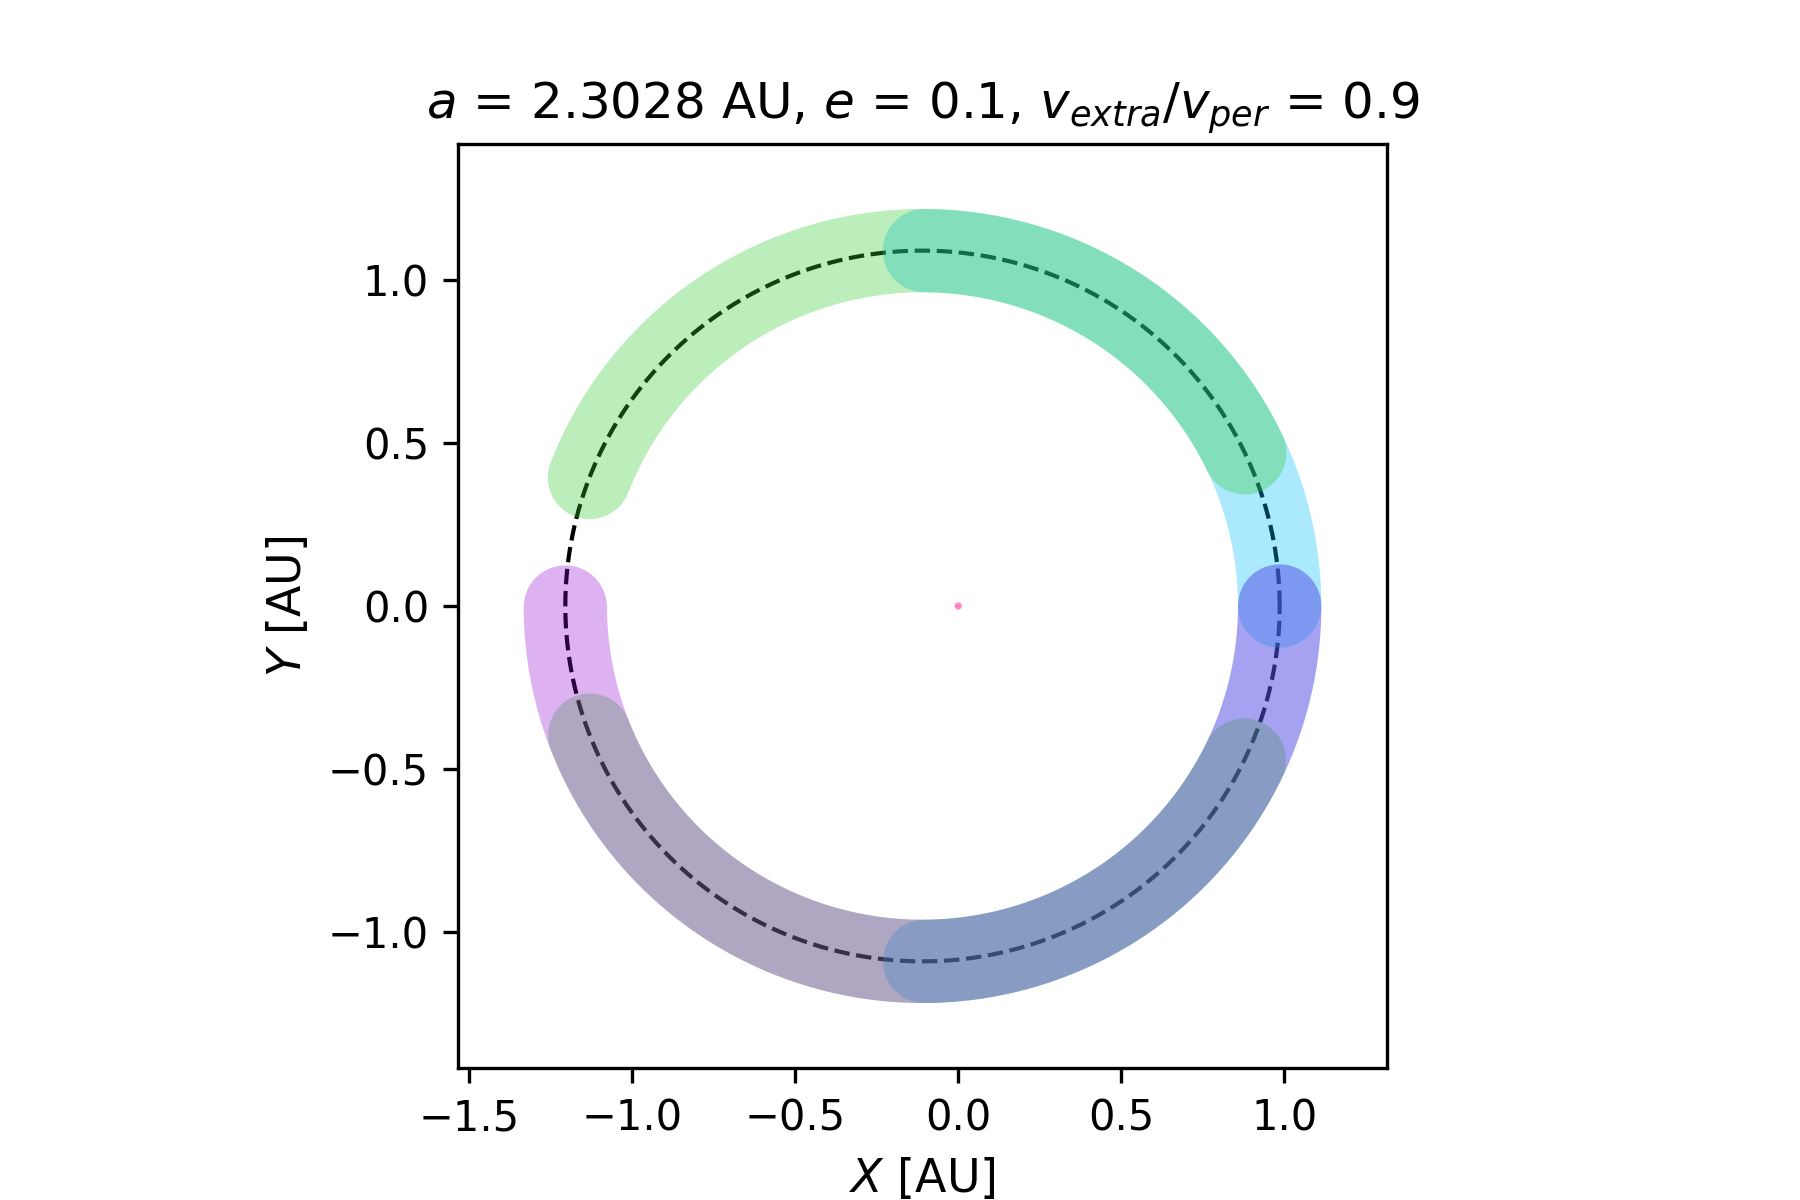 a = 2.3028 AU, e = 0.1, v_extra/v_per = 0.9
1.0
0.5
0.0
−0.5
−1.0
Y [AU]
−1.5 −1.0 −0.5 0.0 0.5 1.0
X [AU]